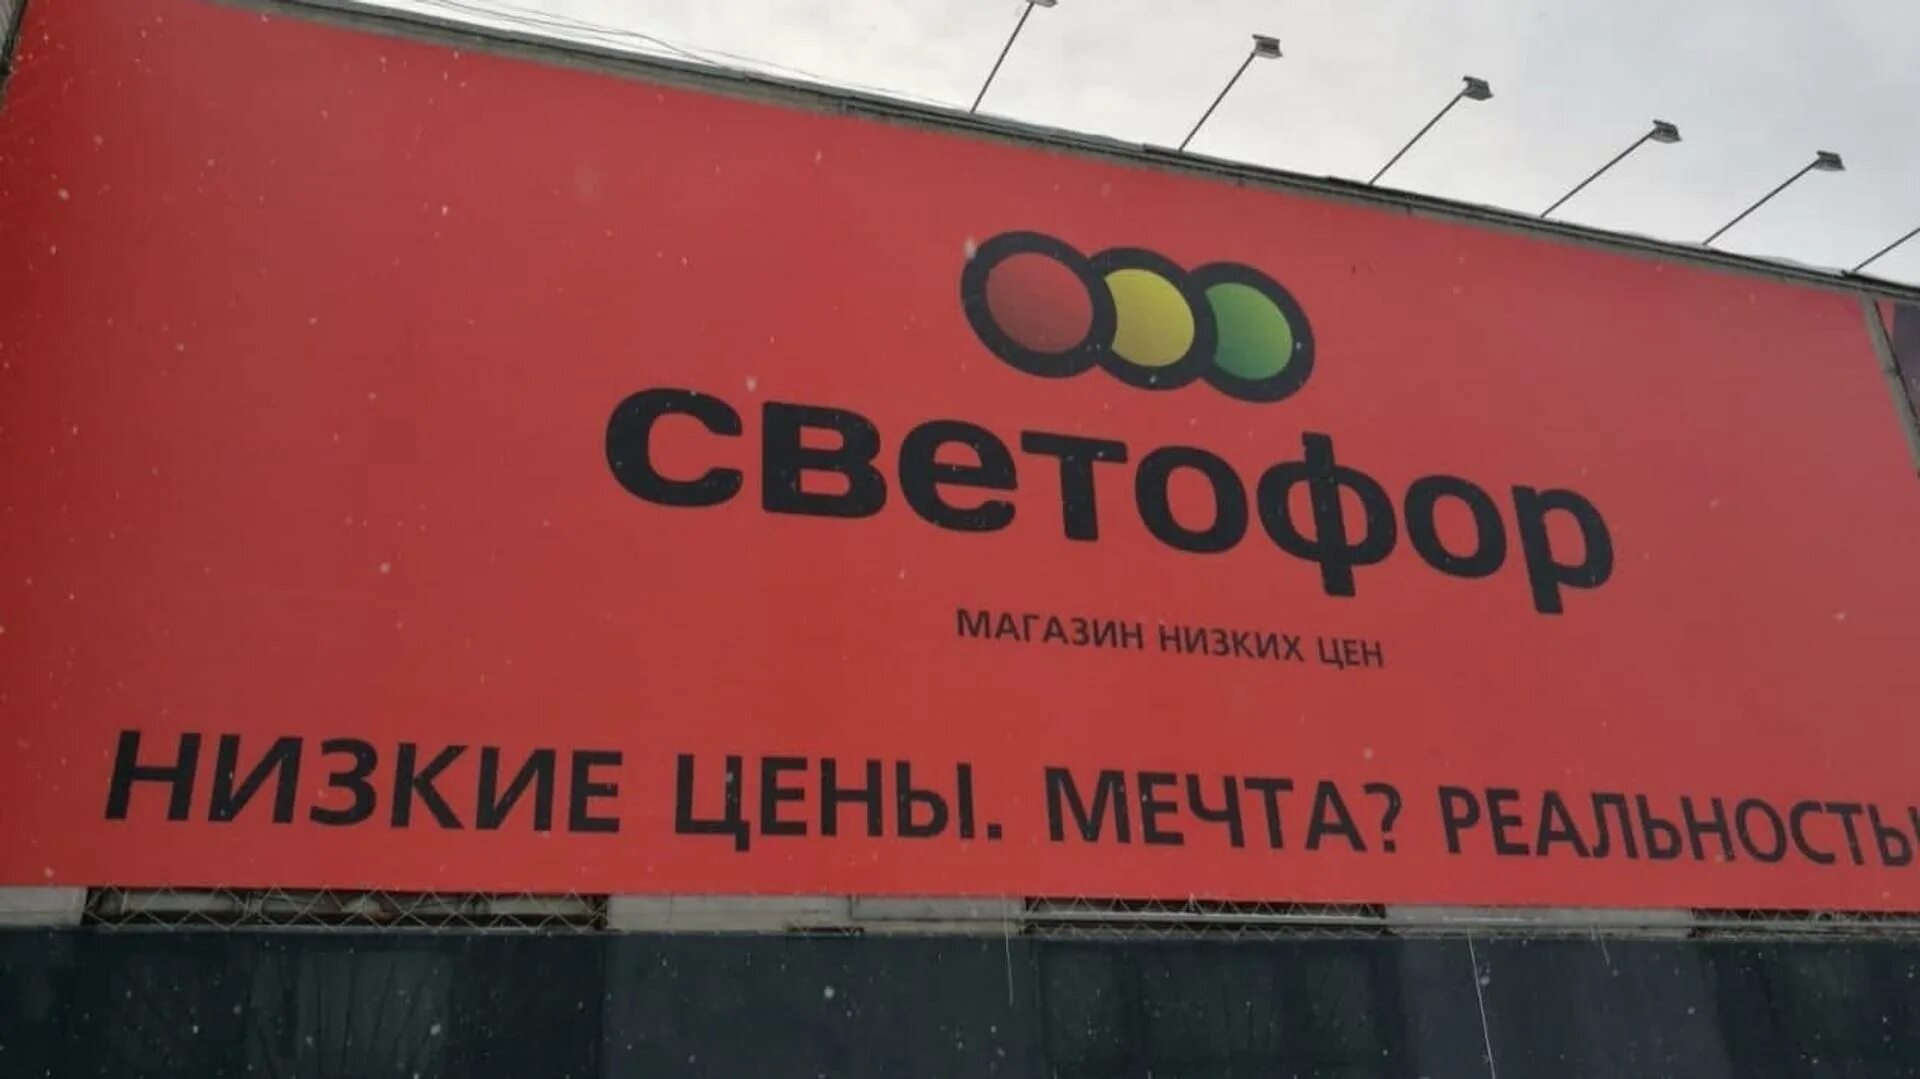 светофор
МАГАЗИН НИЗКИХ ЦЕН
НИЗКИЕ ЦЕНЫ. МЕЧТА? РЕАЛЬНОСТЬ